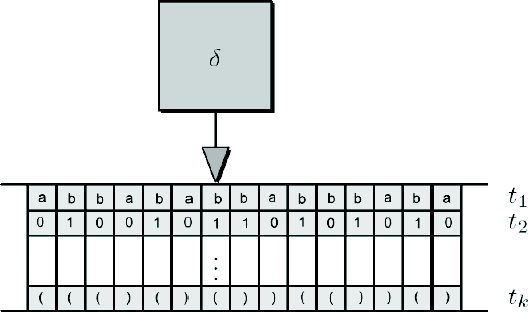 δ
a b b a b a b b a b b b a b a t₁
0 1 0 0 1 0 1 1 0 1 0 1 0 1 0 t₂
⋮
( ( ( ) ( ) ( ) ) ( ( ) ) ( ) tₖ